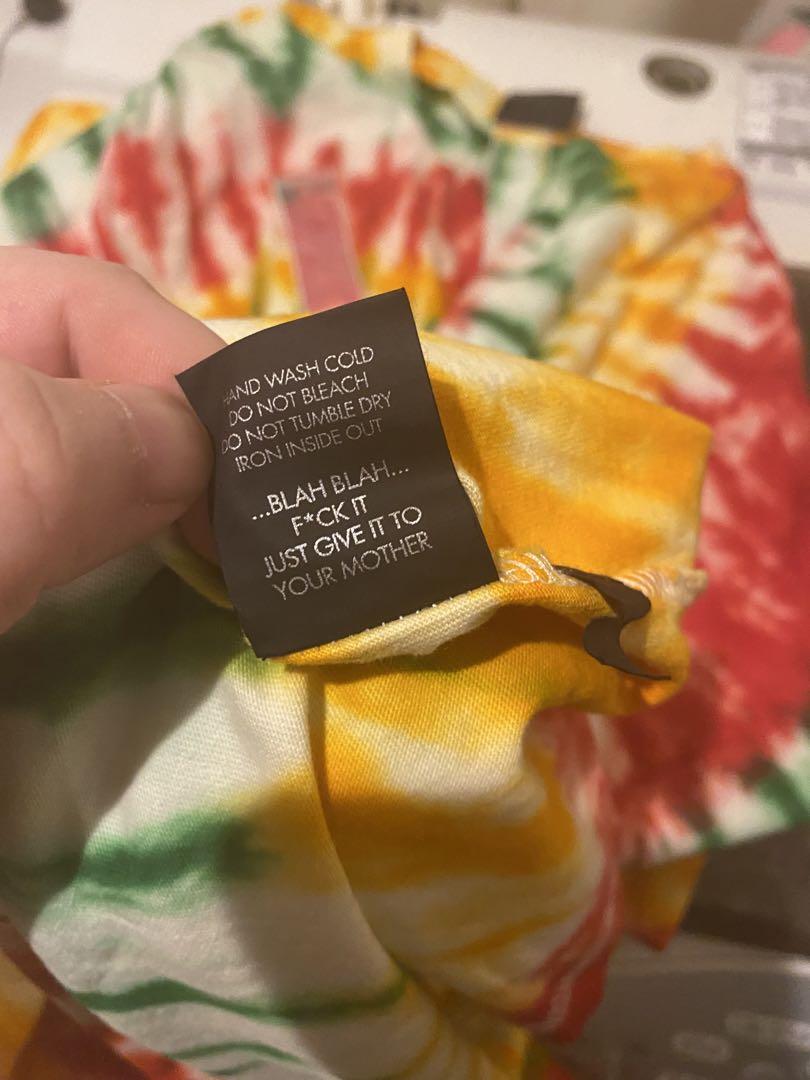 HAND WASH COLD
DO NOT BLEACH
DO NOT TUMBLE DRY
IRON INSIDE OUT
...BLAH BLAH...
F*CK IT
JUST GIVE IT TO
YOUR MOTHER